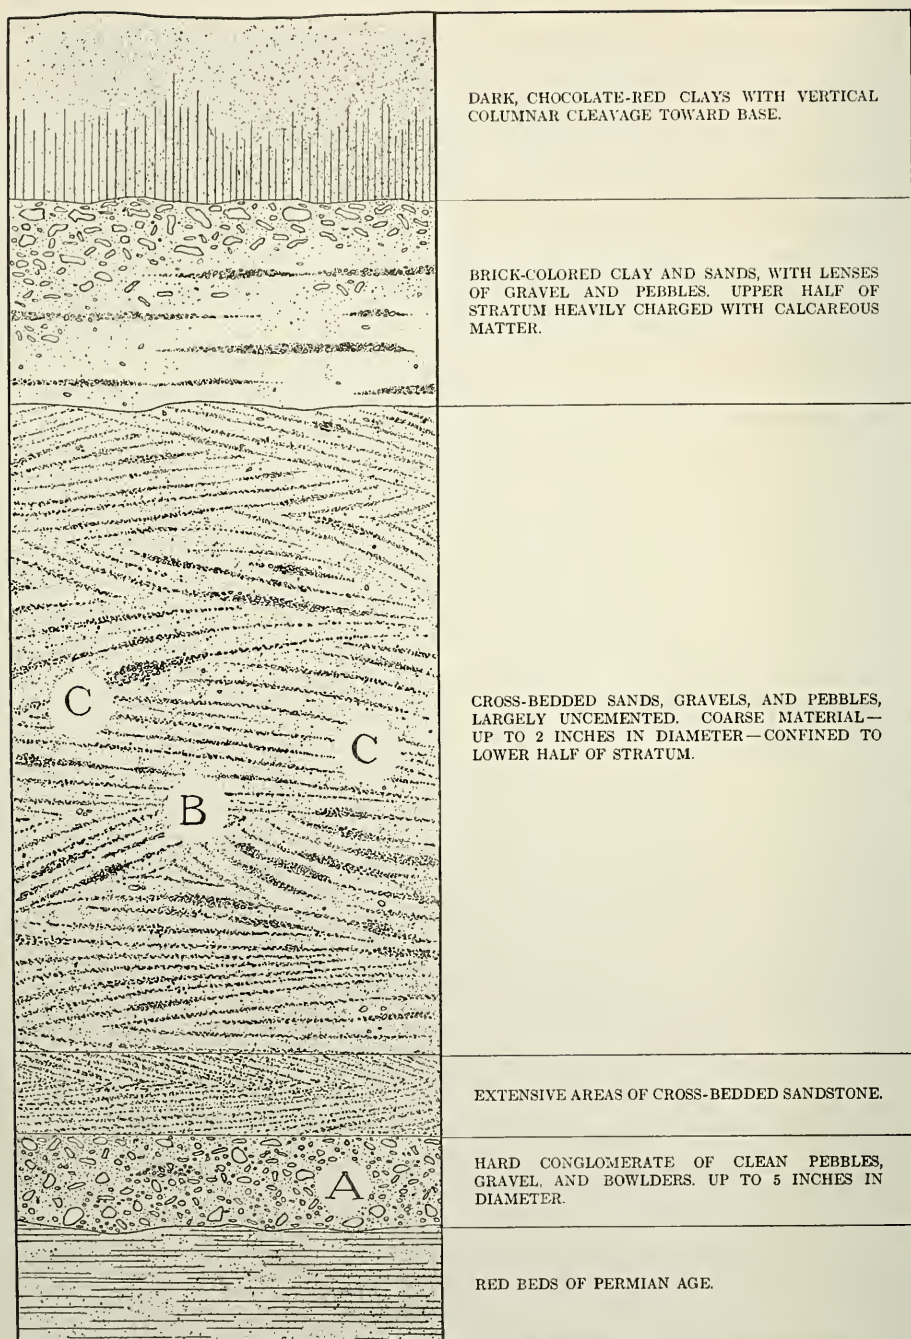 DARK, CHOCOLATE-RED CLAYS WITH VERTICAL
COLUMNAR CLEAVAGE TOWARD BASE.
BRICK-COLORED CLAY AND SANDS, WITH LENSES
OF GRAVEL AND PEBBLES. UPPER HALF OF
STRATUM HEAVILY CHARGED WITH CALCAREOUS
MATTER.
C
CROSS-BEDDED SANDS, GRAVELS, AND PEBBLES,
LARGELY UNCEMENTED. COARSE MATERIAL—
UP TO 2 INCHES IN DIAMETER—CONFINED TO
LOWER HALF OF STRATUM.
C
B
EXTENSIVE AREAS OF CROSS-BEDDED SANDSTONE.
A
HARD CONGLOMERATE OF CLEAN PEBBLES,
GRAVEL, AND BOWLDERS. UP TO 5 INCHES IN
DIAMETER.
RED BEDS OF PERMIAN AGE.